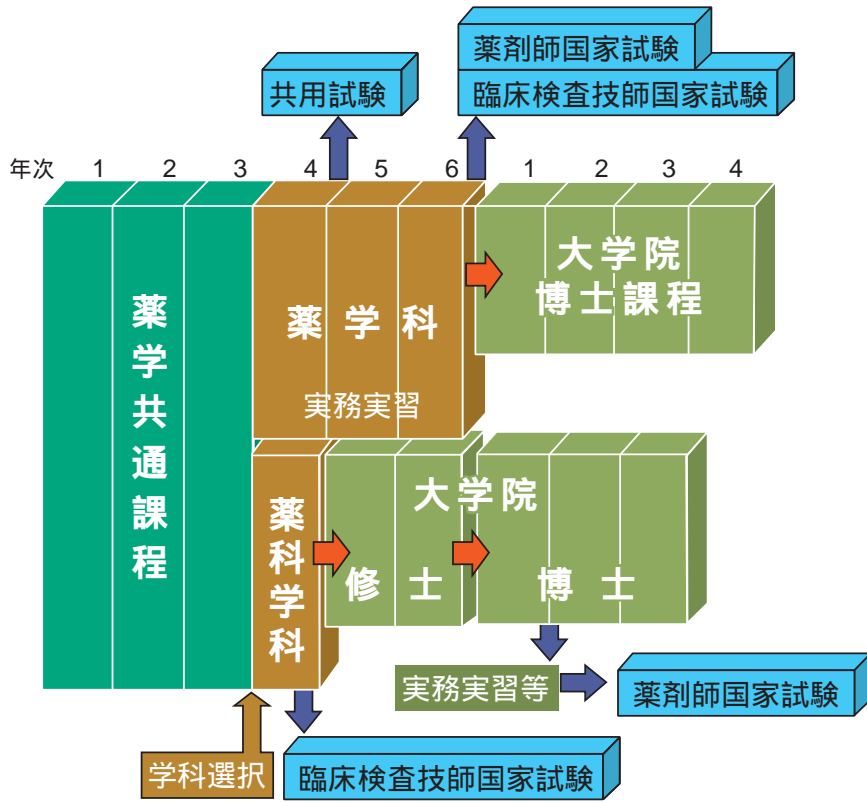 薬剤師国家試験
共用試験
臨床検査技師国家試験
年次 1 2 3 4 5 6 1 2 3 4
薬学共通課程
薬学科
実務実習
大学院
博士課程
薬科学科
大学院
修士
博士
実務実習等
薬剤師国家試験
学科選択
臨床検査技師国家試験